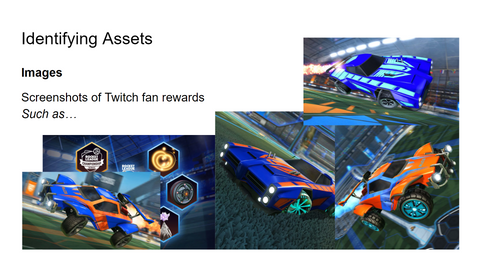 Identifying Assets
Images
Screenshots of Twitch fan rewards
Such as…